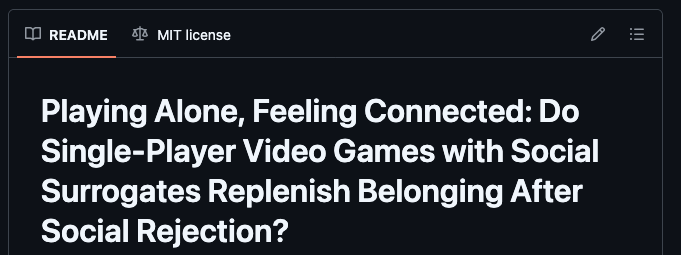 README MIT license
Playing Alone, Feeling Connected: Do
Single-Player Video Games with Social
Surrogates Replenish Belonging After
Social Rejection?